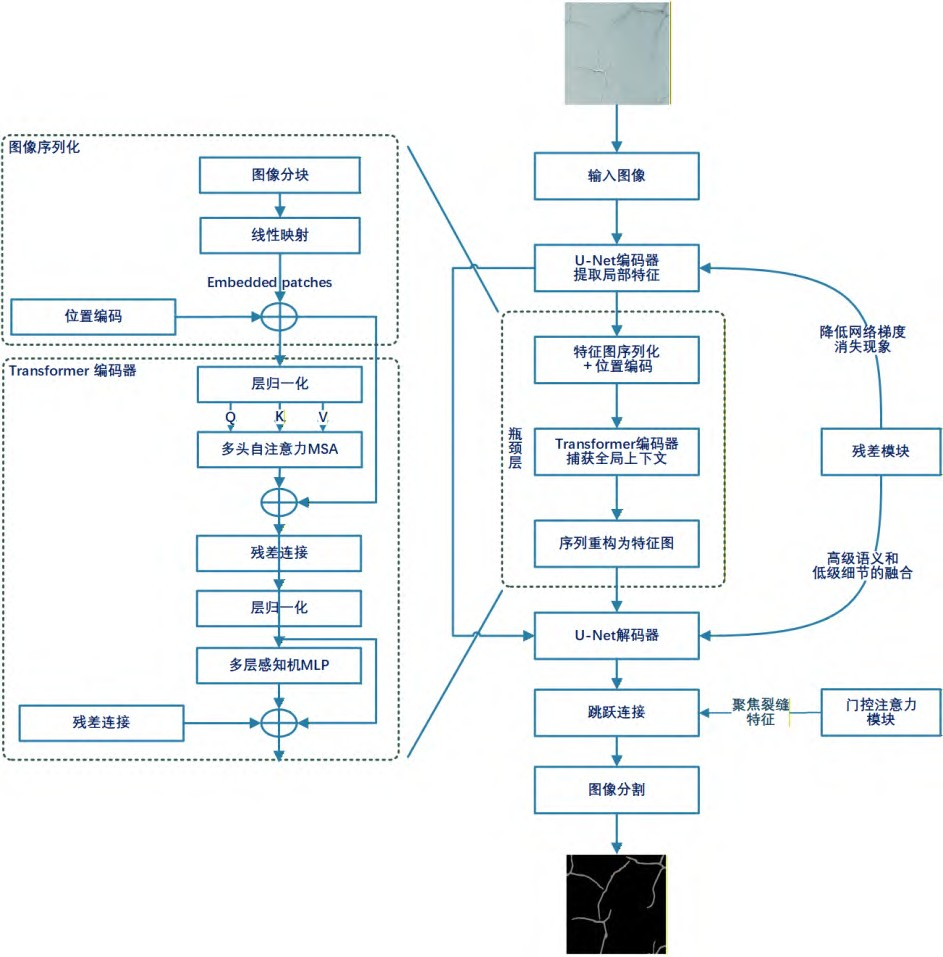 图像序列化
图像分块
线性映射
Embedded patches
位置编码
Transformer 编码器
层归一化
Q
K
V
多头自注意力MSA
残差连接
层归一化
多层感知机MLP
残差连接
输入图像
U-Net编码器
提取局部特征
瓶颈层
特征图序列化
+位置编码
Transformer编码器
捕获全局上下文
序列重构为特征图
U-Net解码器
跳跃连接
图像分割
降低网络梯度
消失现象
残差模块
高级语义和
低级细节的融合
聚焦裂缝
特征
门控注意力
模块